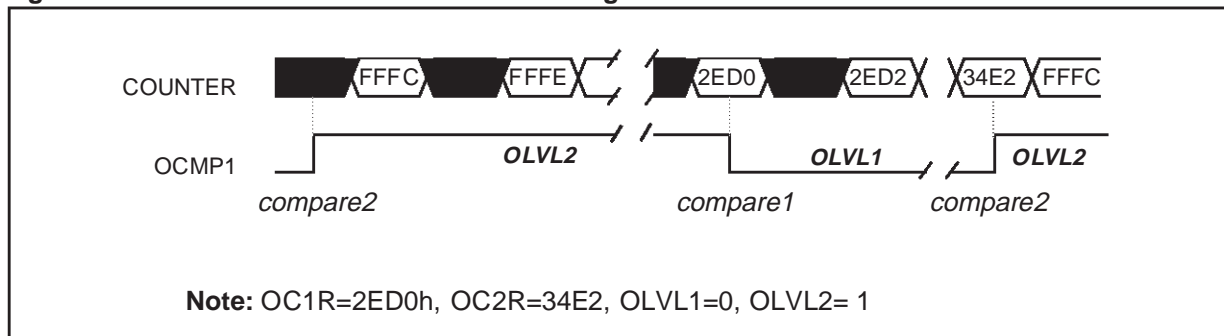 COUNTER
FFFC
FFFE
2ED0
2ED2
34E2
FFFC
OCMP1
OLVL2
OLVL1
OLVL2
compare2
compare1
compare2
Note: OC1R=2ED0h, OC2R=34E2, OLVL1=0, OLVL2= 1